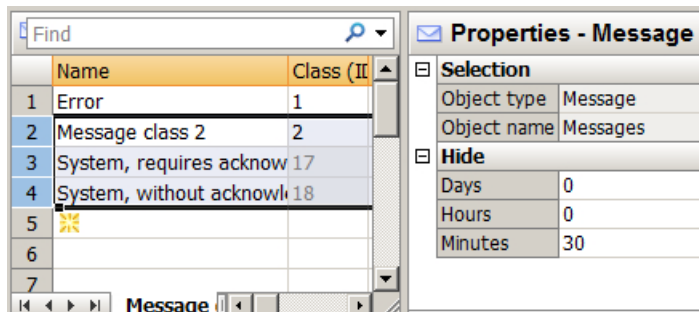 Find
Name Class (ID
1 Error 1
2 Message class 2 2
3 System, requires acknow 17
4 System, without acknowl 18
5
6
7
Message
Properties - Message
Selection
Object type Message
Object name Messages
Hide
Days 0
Hours 0
Minutes 30